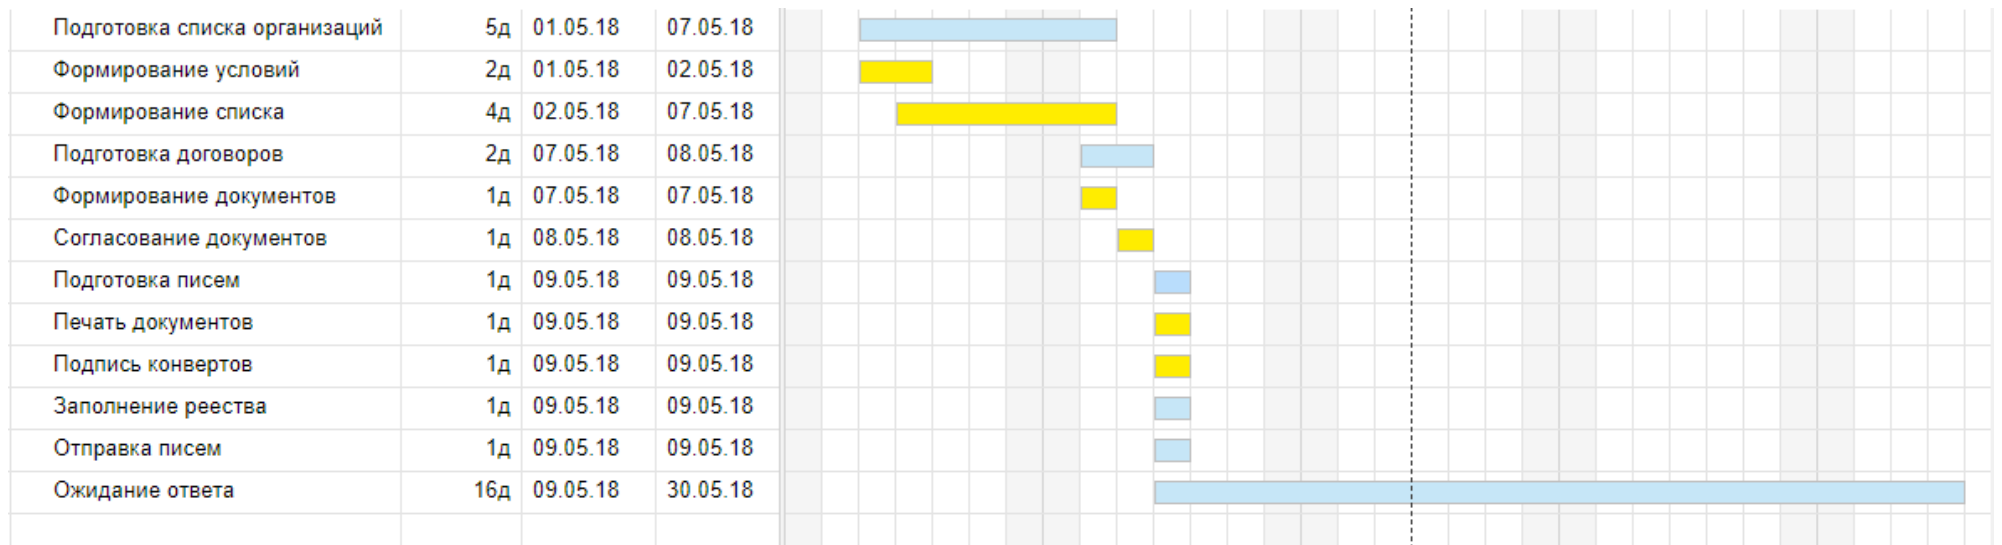 Подготовка списка организаций 5д 01.05.18 07.05.18
Формирование условий 2д 01.05.18 02.05.18
Формирование списка 4д 02.05.18 07.05.18
Подготовка договоров 2д 07.05.18 08.05.18
Формирование документов 1д 07.05.18 07.05.18
Согласование документов 1д 08.05.18 08.05.18
Подготовка писем 1д 09.05.18 09.05.18
Печать документов 1д 09.05.18 09.05.18
Подпись конвертов 1д 09.05.18 09.05.18
Заполнение реества 1д 09.05.18 09.05.18
Отправка писем 1д 09.05.18 09.05.18
Ожидание ответа 16д 09.05.18 30.05.18